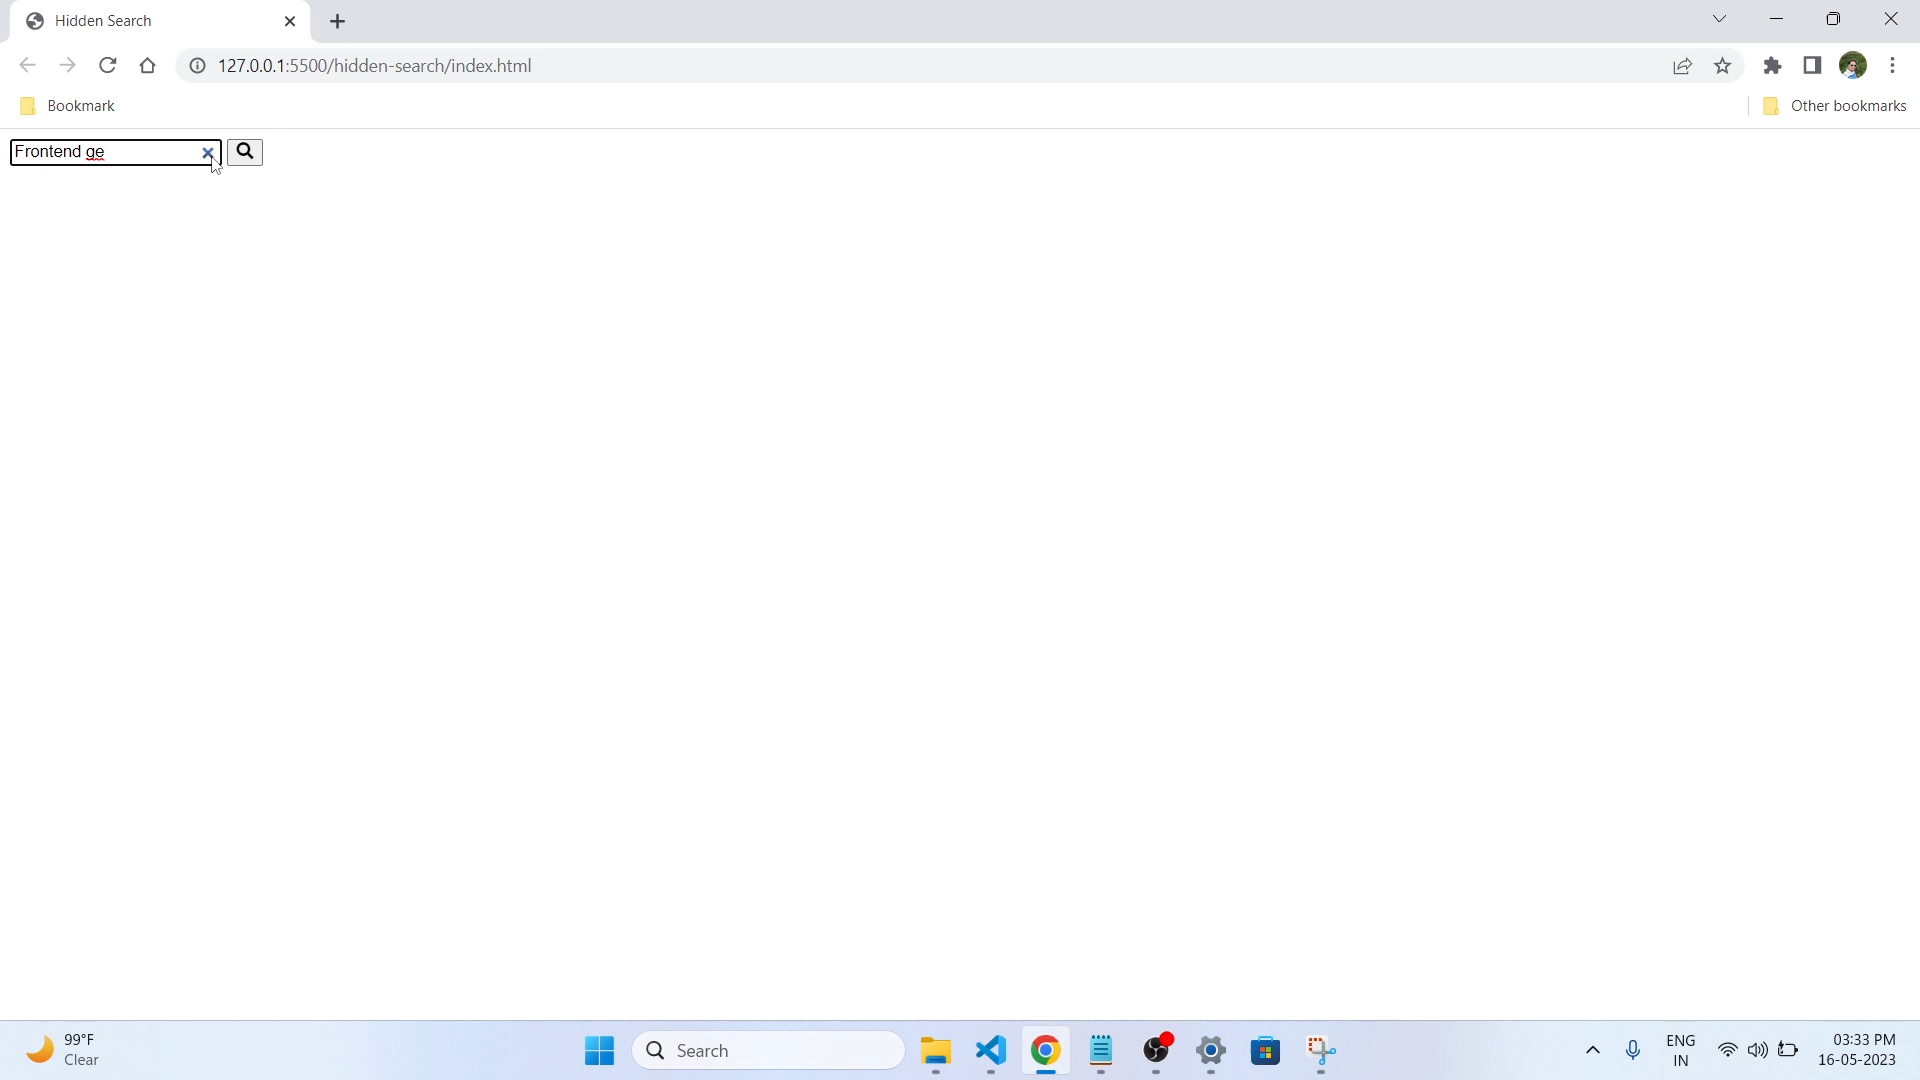 Hidden Search
127.0.0.1:5500/hidden-search/index.html
Bookmark
Other bookmarks
Frontend ge
99°F
Clear
Search
ENG
IN
03:33 PM
16-05-2023